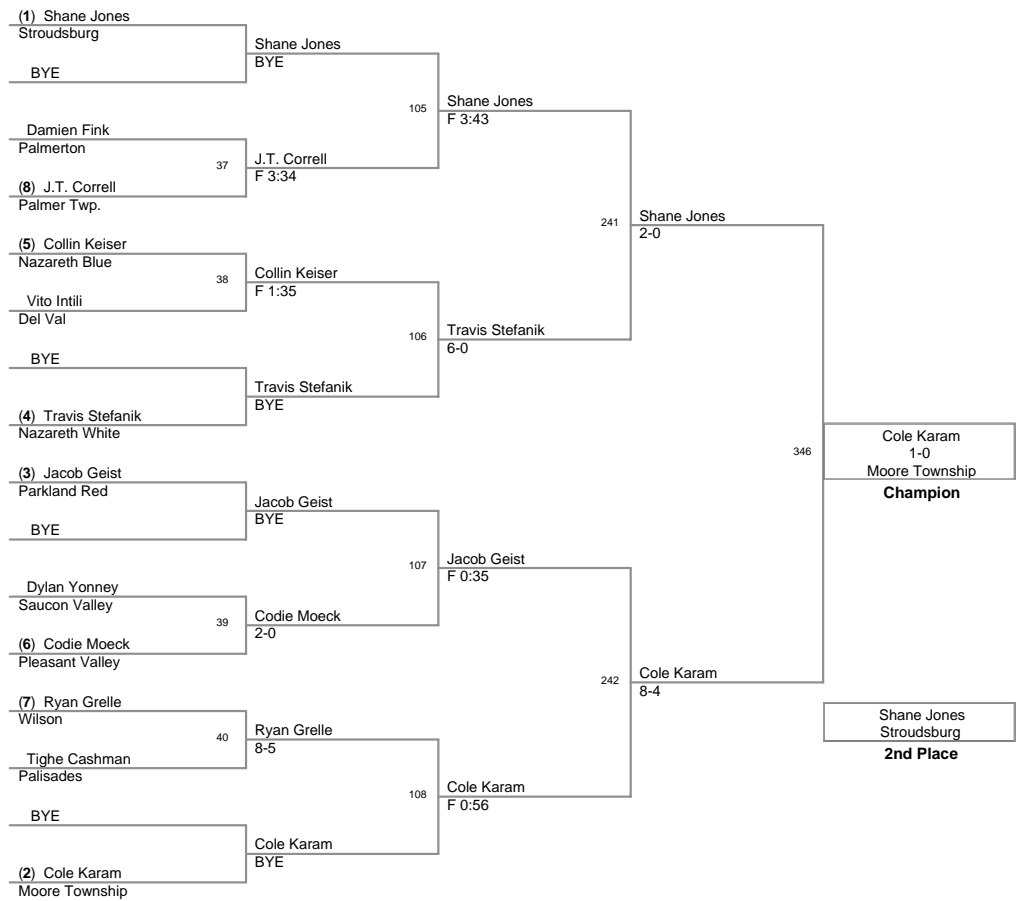 (1) Shane Jones
Stroudsburg
BYE
Damien Fink
Palmerton
37
(8) J.T. Correll
Palmer Twp.
(5) Collin Keiser
Nazareth Blue
38
Vito Intili
Del Val
BYE
(4) Travis Stefanik
Nazareth White
(3) Jacob Geist
Parkland Red
BYE
Dylan Yonney
Saucon Valley
39
(6) Codie Moeck
Pleasant Valley
(7) Ryan Grelle
Wilson
40
Tighe Cashman
Palisades
BYE
(2) Cole Karam
Moore Township
Shane Jones
BYE
105
J.T. Correll
F 3:34
Collin Keiser
F 1:35
106
Travis Stefanik
BYE
Jacob Geist
BYE
107
Codie Moeck
2-0
Ryan Grelle
8-5
108
Cole Karam
BYE
Shane Jones
F 3:43
241
Travis Stefanik
6-0
Jacob Geist
F 0:35
242
Cole Karam
F 0:56
Shane Jones
2-0
346
Cole Karam
8-4
Cole Karam
1-0
Moore Township
Champion
Shane Jones
Stroudsburg
2nd Place